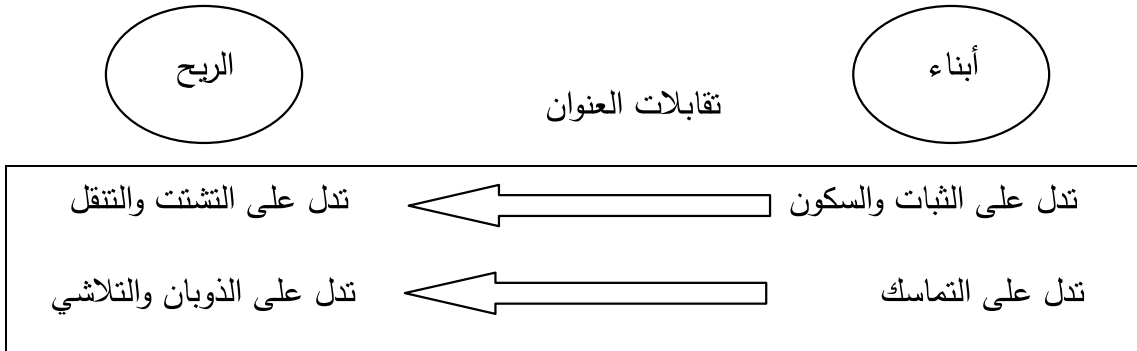 أبناء
الريح
تقابلات العنوان
تدل على الثبات والسكون
تدل على التشتت والتنقل
تدل على التماسك
تدل على الذوبان والتلاشي